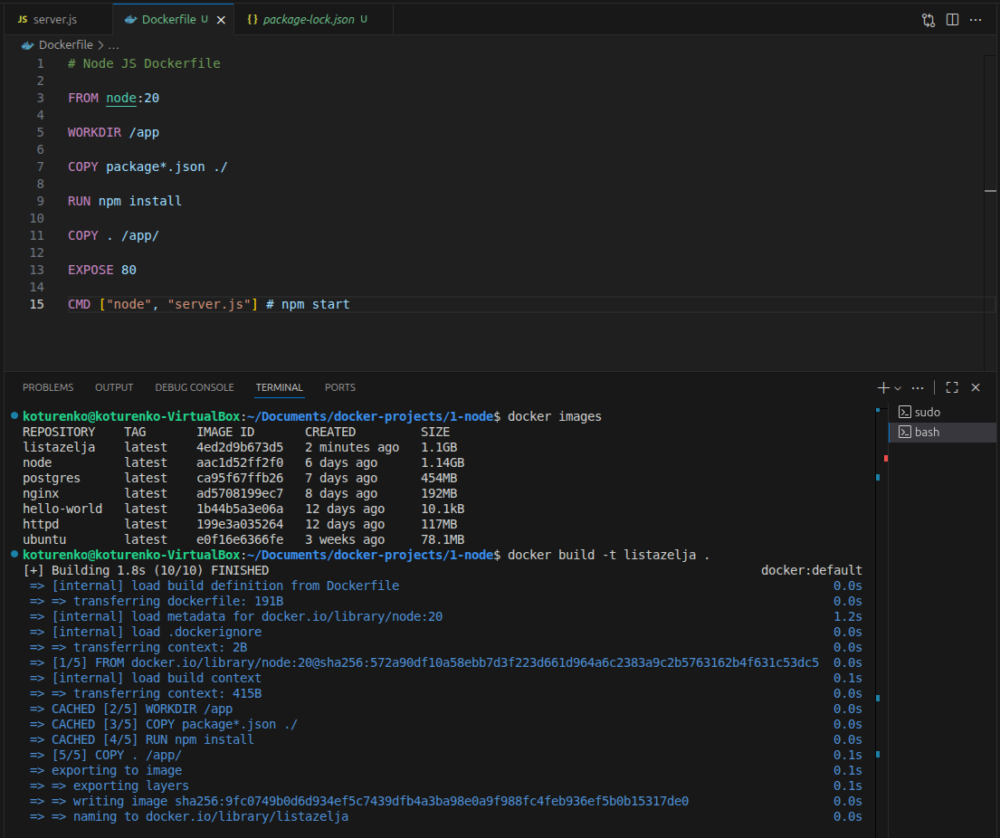 JS server.js
Dockerfile U
{ } package-lock.json U
Dockerfile > ...
1 # Node JS Dockerfile
2
3 FROM node:20
4
5 WORKDIR /app
6
7 COPY package*.json ./
8
9 RUN npm install
10
11 COPY . /app/
12
13 EXPOSE 80
14
15 CMD ["node", "server.js"] # npm start
PROBLEMS OUTPUT DEBUG CONSOLE TERMINAL PORTS
sudo
bash
koturenko@koturenko-VirtualBox:~/Documents/docker-projects/1-node$ docker images
REPOSITORY TAG IMAGE ID CREATED SIZE
listazelja latest 4ed2d9b673d5 2 minutes ago 1.1GB
node latest aac1d52ff2f0 6 days ago 1.14GB
postgres latest ca95f67ffb26 7 days ago 454MB
nginx latest ad5708199ec7 8 days ago 192MB
hello-world latest 1b44b5a3e06a 12 days ago 10.1kB
httpd latest 199e3a035264 12 days ago 117MB
ubuntu latest e0f16e6366fe 3 weeks ago 78.1MB
koturenko@koturenko-VirtualBox:~/Documents/docker-projects/1-node$ docker build -t listazelja .
[+] Building 1.8s (10/10) FINISHED docker:default
=> [internal] load build definition from Dockerfile 0.0s
=> => transferring dockerfile: 191B 0.0s
=> [internal] load metadata for docker.io/library/node:20 1.2s
=> [internal] load .dockerignore 0.0s
=> => transferring context: 2B 0.0s
=> [1/5] FROM docker.io/library/node:20@sha256:572a90df10a58ebb7d3f223d661d964a6c2383a9c2b5763162b4f631c53dc5 0.0s
=> [internal] load build context 0.1s
=> => transferring context: 415B 0.0s
=> CACHED [2/5] WORKDIR /app 0.0s
=> CACHED [3/5] COPY package*.json ./ 0.0s
=> CACHED [4/5] RUN npm install 0.0s
=> [5/5] COPY . /app/ 0.1s
=> exporting to image 0.1s
=> => exporting layers 0.1s
=> => writing image sha256:9fc0749b0d6d934ef5c7439dfb4a3ba98e0a9f988fc4feb936ef5b0b15317de0 0.0s
=> => naming to docker.io/library/listazelja 0.0s